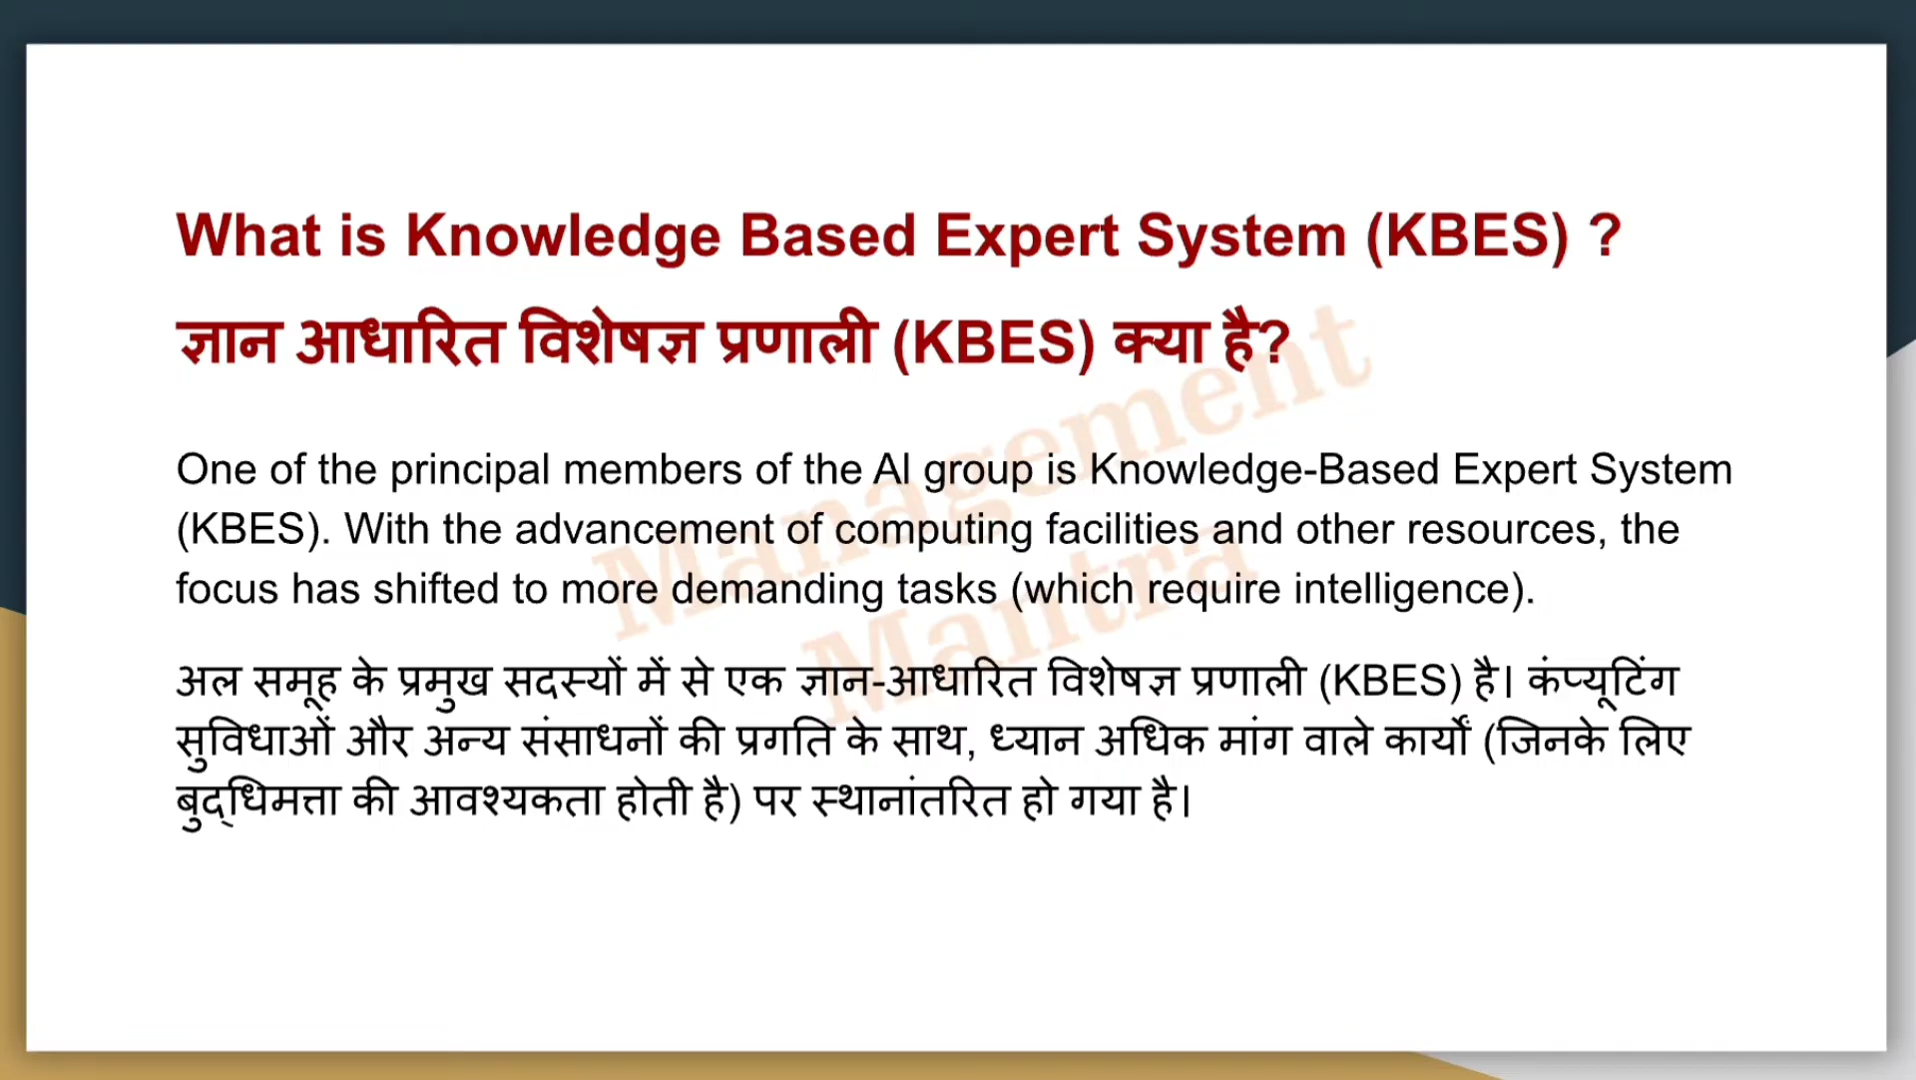 What is Knowledge Based Expert System (KBES) ?
ज्ञान आधारित विशेषज्ञ प्रणाली (KBES) क्या है?
One of the principal members of the AI group is Knowledge-Based Expert System
(KBES). With the advancement of computing facilities and other resources, the
focus has shifted to more demanding tasks (which require intelligence).
अल समूह के प्रमुख सदस्यों में से एक ज्ञान-आधारित विशेषज्ञ प्रणाली (KBES) है। कंप्यूटिंग
सुविधाओं और अन्य संसाधनों की प्रगति के साथ, ध्यान अधिक मांग वाले कार्यों (जिनके लिए
बुद्धिमत्ता की आवश्यकता होती है) पर स्थानांतरित हो गया है।
Management
Mantra